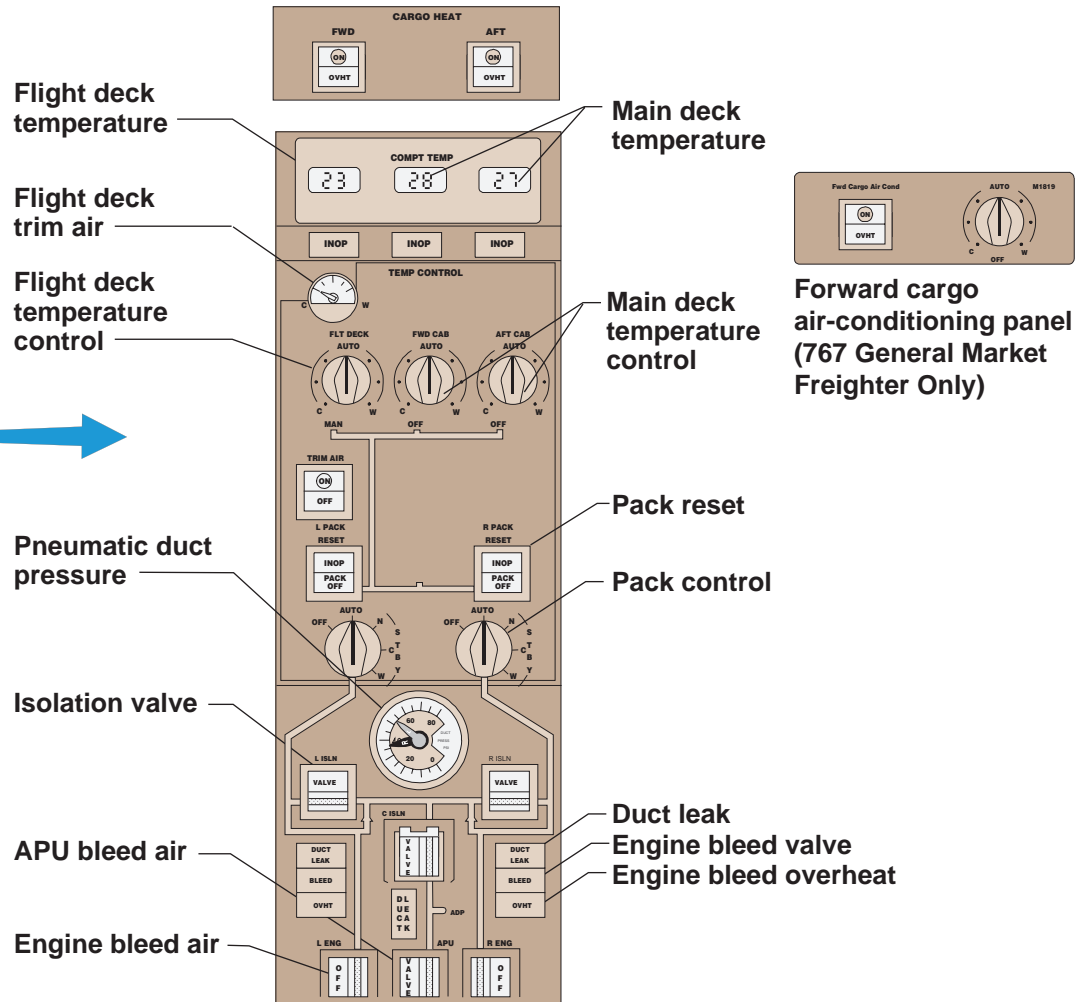 CARGO HEAT
FWD
AFT
ON
OVHT
ON
OVHT
Flight deck
temperature
Main deck
temperature
COMPT TEMP
23
28
27
INOP
INOP
INOP
Fwd Cargo Air Cond
AUTO
M1819
ON
OVHT
C
W
OFF
Forward cargo
air-conditioning panel
(767 General Market
Freighter Only)
Flight deck
trim air
TEMP CONTROL
C
W
Flight deck
temperature
control
Main deck
temperature
control
FLT DECK
AUTO
FWD CAB
AUTO
AFT CAB
AUTO
C
W
C
W
C
W
MAN
OFF
OFF
TRIM AIR
ON
OFF
L PACK
RESET
INOP
PACK
OFF
R PACK
RESET
INOP
PACK
OFF
Pack reset
Pneumatic duct
pressure
Pack control
AUTO
OFF
N
C
W
STBY
AUTO
OFF
N
C
W
STBY
Isolation valve
80
60
20
0
DUCT
PRESS
PSI
L ISLN
VALVE
R ISLN
VALVE
C ISLN
VALVE
Duct leak
Engine bleed valve
Engine bleed overheat
APU bleed air
DUCT
LEAK
BLEED
OVHT
DUCT
LEAK
BLEED
OVHT
DUCT
LEAK
ADP
Engine bleed air
L ENG
OFF
APU
VALVE
R ENG
OFF